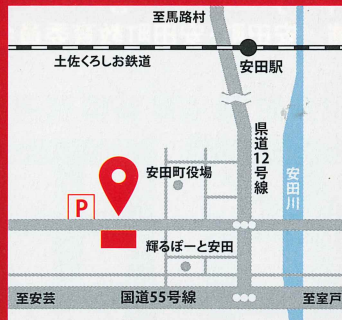 至馬路村
土佐くろしお鉄道
安田駅
県道12号線
安田町役場
安田川
P
輝るぽーと安田
至安芸
国道55号線
至室戸